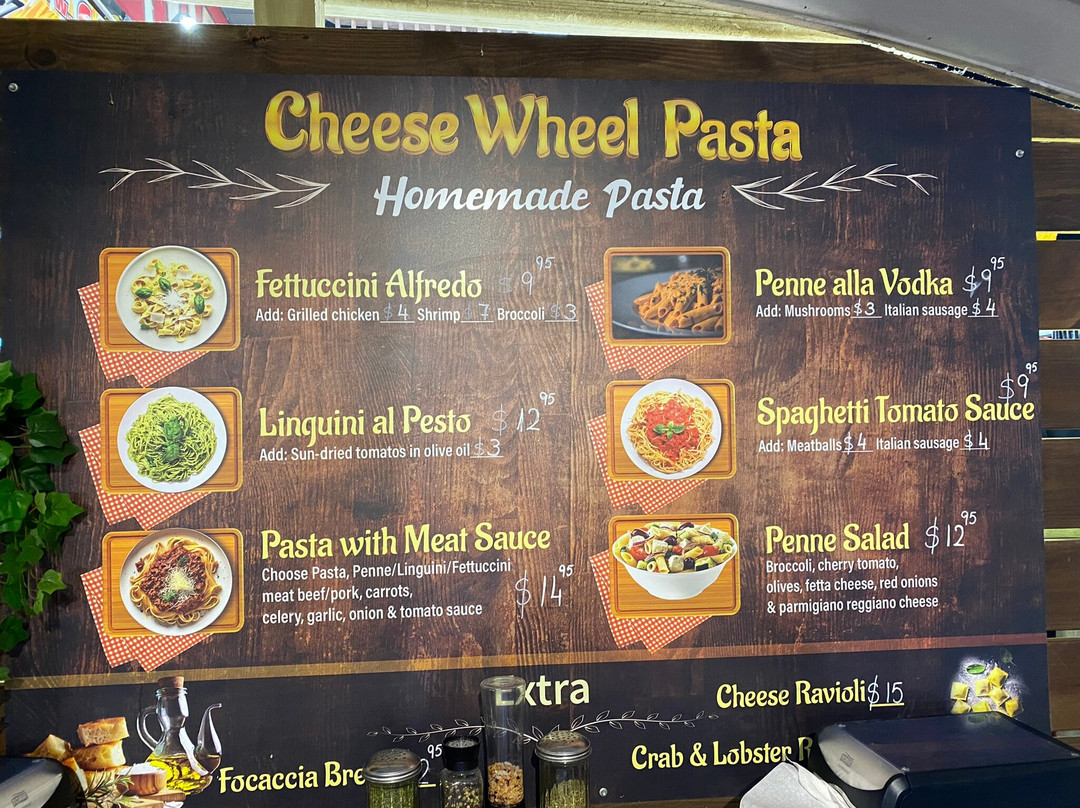 Cheese Wheel Pasta
Homemade Pasta
Fettuccini Alfredo $9 95
Add: Grilled chicken $4 Shrimp $7 Broccoli $3
Linguini al Pesto $12 95
Add: Sun-dried tomatos in olive oil $3
Pasta with Meat Sauce
Choose Pasta, Penne/Linguini/Fettuccini
meat beef/pork, carrots,
celery, garlic, onion & tomato sauce
$14 95
Penne alla Vodka $9 95
Add: Mushrooms $3 Italian sausage $4
$9 95
Spaghetti Tomato Sauce
Add: Meatballs $4 Italian sausage $4
Penne Salad $12 95
Broccoli, cherry tomato,
olives, fetta cheese, red onions
& parmigiano reggiano cheese
Extra
Focaccia
Cheese Ravioli $15
Crab & Lobster